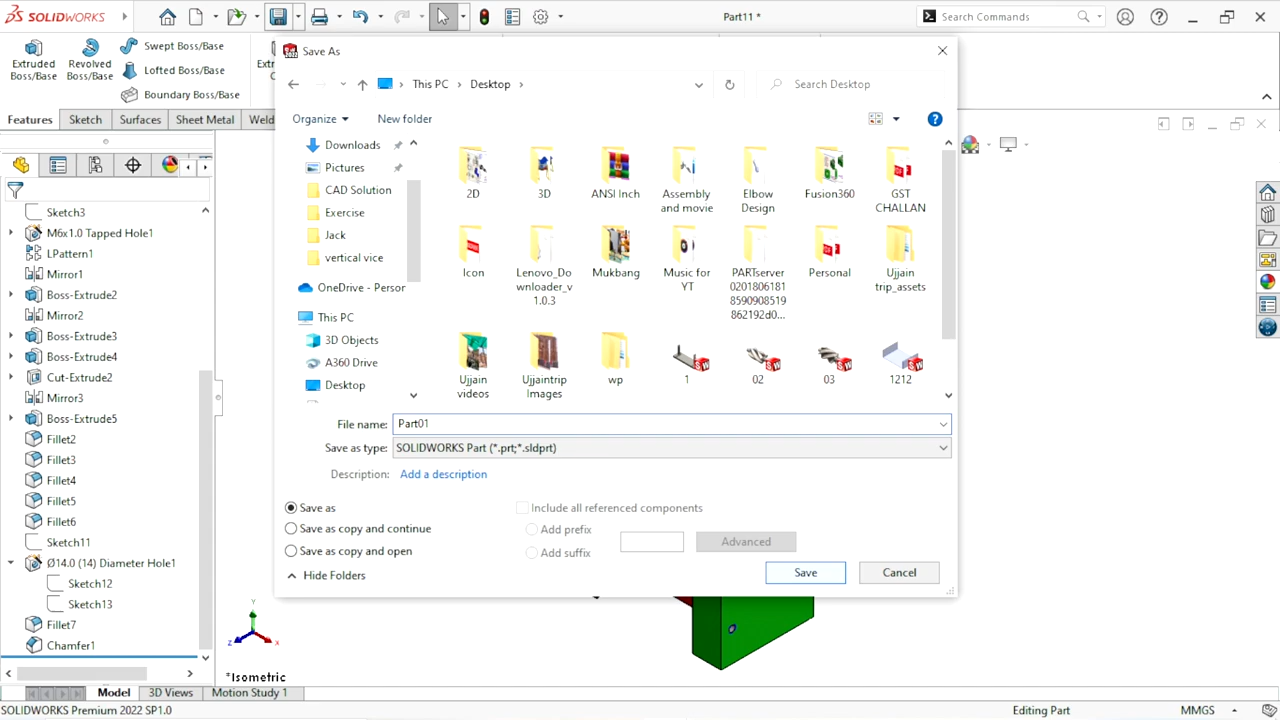 SOLIDWORKS
Part11 *
Search Commands
Extruded
Boss/Base
Revolved
Boss/Base
Swept Boss/Base
Lofted Boss/Base
Boundary Boss/Base
Features
Sketch
Surfaces
Sheet Metal
Sketch3
M6x1.0 Tapped Hole1
LPattern1
Mirror1
Boss-Extrude2
Mirror2
Boss-Extrude3
Boss-Extrude4
Cut-Extrude2
Mirror3
Boss-Extrude5
Fillet2
Fillet3
Fillet4
Fillet5
Fillet6
Sketch11
Ø14.0 (14) Diameter Hole1
Sketch12
Sketch13
Fillet7
Chamfer1
Save As
This PC
Desktop
Search Desktop
Organize
New folder
Downloads
Pictures
CAD Solution
Exercise
Jack
vertical vice
OneDrive - Person
This PC
3D Objects
A360 Drive
Desktop
2D
3D
ANSI Inch
Assembly
and movie
Elbow
Design
Fusion360
GST
CHALLAN
Icon
Lenovo_Do
wnloader_v
1.0.3
Mukbang
Music for
YT
PARTserver
0201806181
8590908519
862192d0...
Personal
Ujjain
trip_assets
Ujjain
videos
Ujjaintrip
Images
wp
1
02
03
1212
File name: Part01
Save as type: SOLIDWORKS Part (*.prt;*.sldprt)
Description: Add a description
Save as
Save as copy and continue
Save as copy and open
Include all referenced components
Add prefix
Add suffix
Advanced
Hide Folders
Save
Cancel
Y
Z
X
*Isometric
Model
3D Views
Motion Study 1
SOLIDWORKS Premium 2022 SP1.0
Editing Part
MMGS